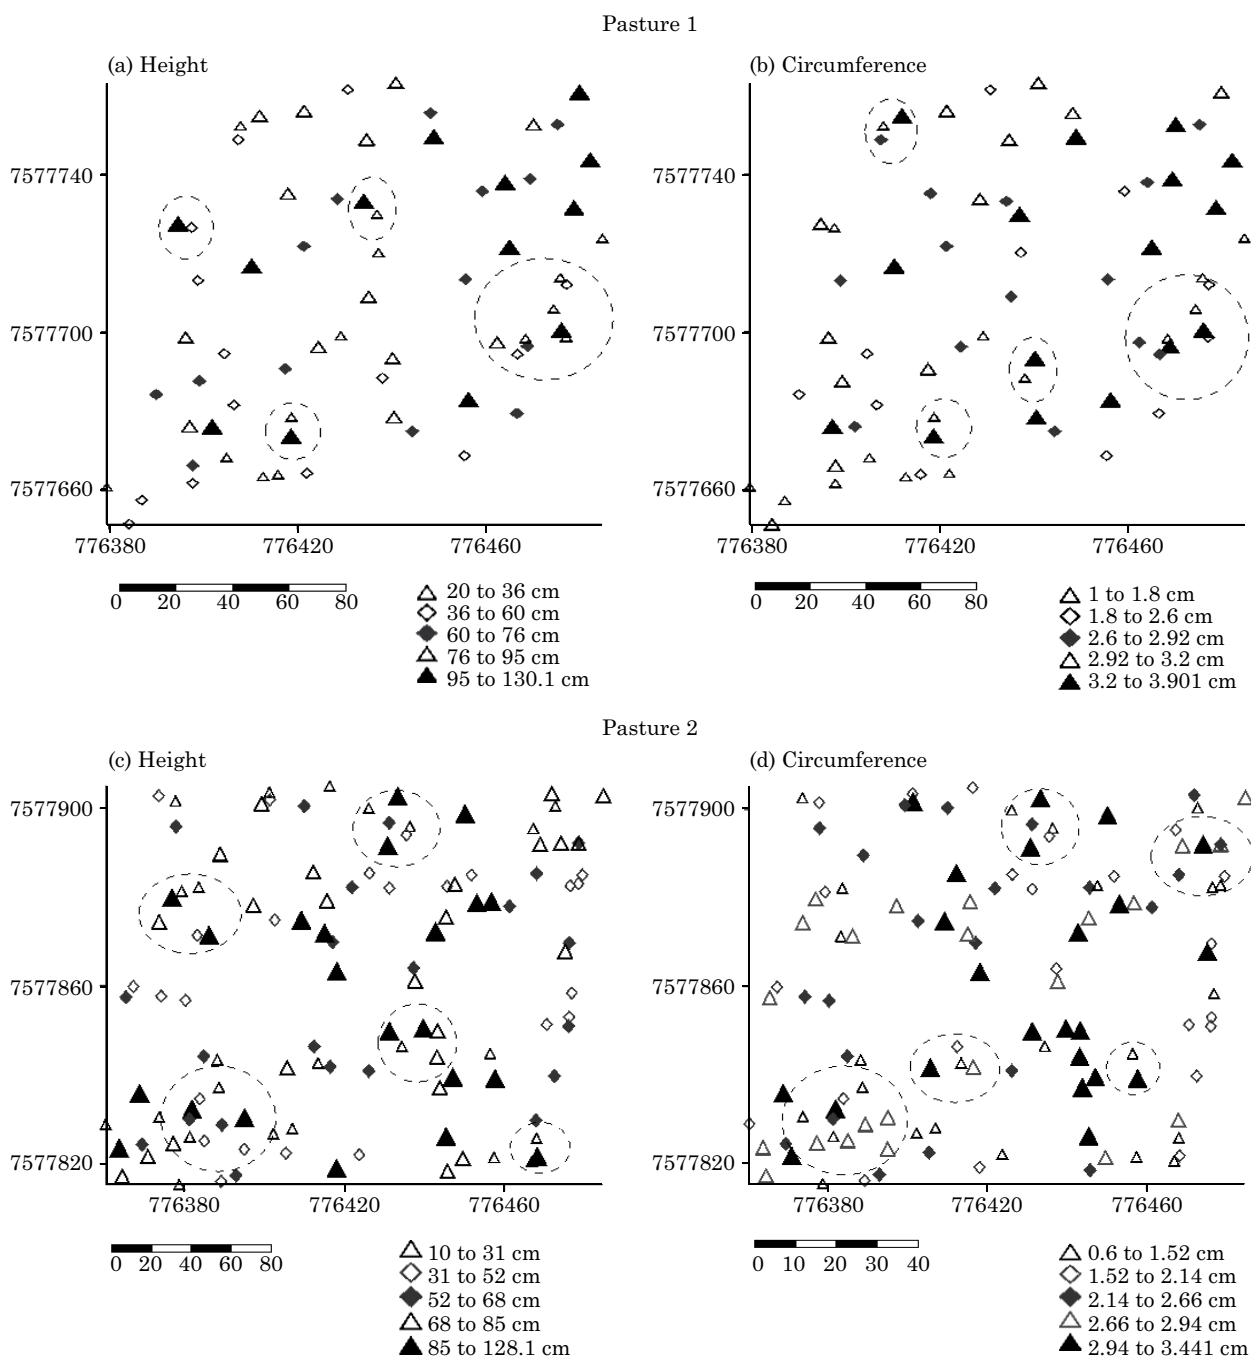 Pasture 1
(a) Height
(b) Circumference
7577740
7577700
7577660
776380 776420 776460
7577740
7577700
7577660
776380 776420 776460
0 20 40 60 80
20 to 36 cm
36 to 60 cm
60 to 76 cm
76 to 95 cm
95 to 130.1 cm
0 20 40 60 80
1 to 1.8 cm
1.8 to 2.6 cm
2.6 to 2.92 cm
2.92 to 3.2 cm
3.2 to 3.901 cm
Pasture 2
(c) Height
(d) Circumference
7577900
7577860
7577820
776380 776420 776460
7577900
7577860
7577820
776380 776420 776460
0 20 40 60 80
10 to 31 cm
31 to 52 cm
52 to 68 cm
68 to 85 cm
85 to 128.1 cm
0 10 20 30 40
0.6 to 1.52 cm
1.52 to 2.14 cm
2.14 to 2.66 cm
2.66 to 2.94 cm
2.94 to 3.441 cm